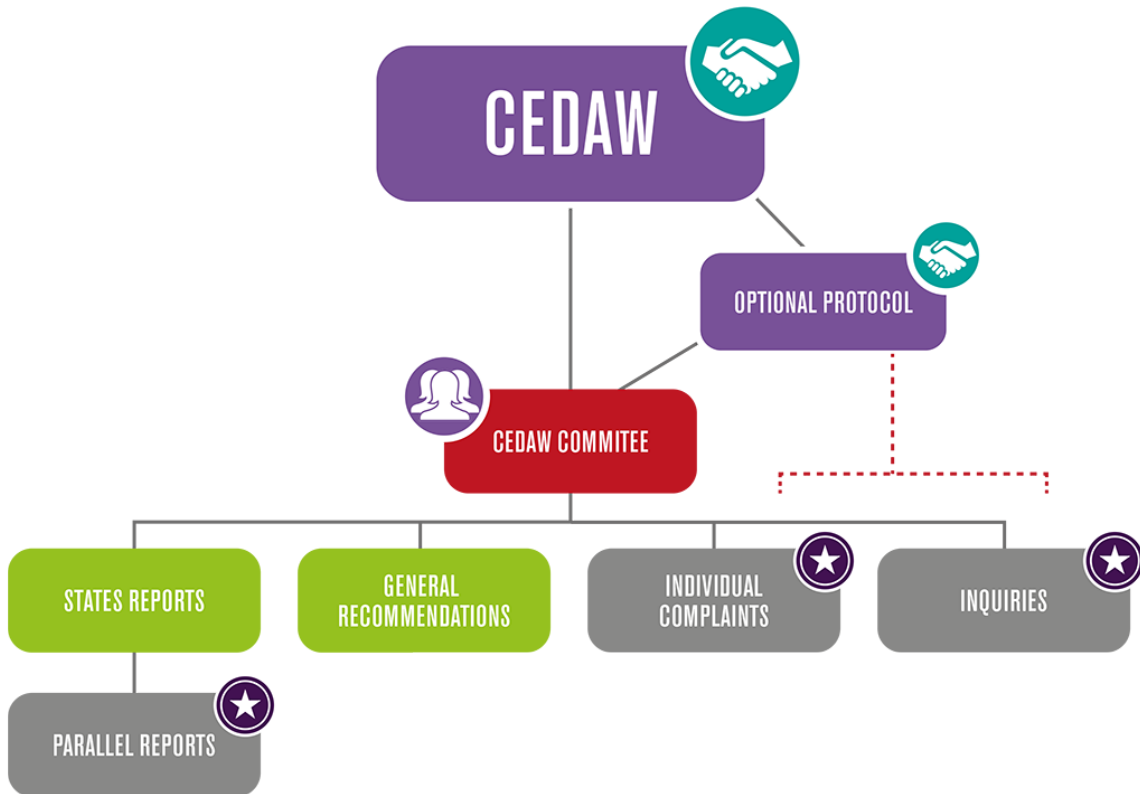 CEDAW
OPTIONAL PROTOCOL
CEDAW COMMITEE
STATES REPORTS
GENERAL
RECOMMENDATIONS
INDIVIDUAL
COMPLAINTS
INQUIRIES
PARALLEL REPORTS